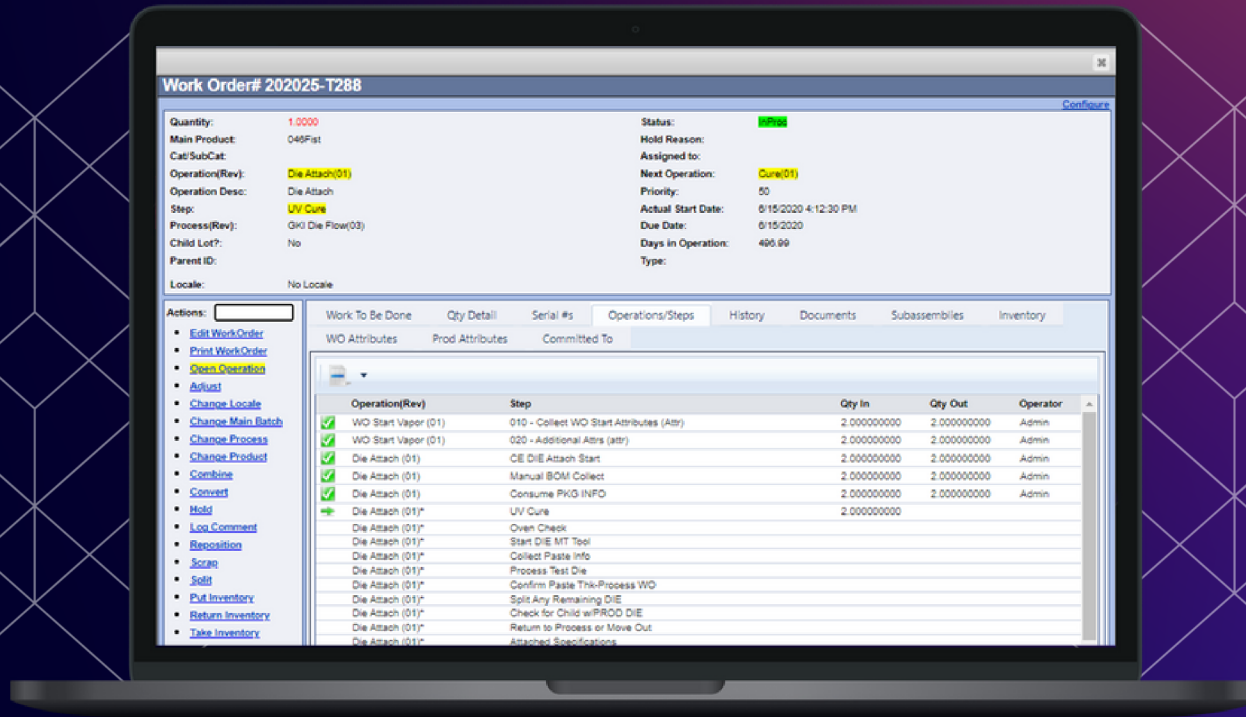 Work Order# 202025-T288
Configure
Quantity: 1.0000 Status: InProc
Main Product: 046Fist Hold Reason:
Cat/SubCat: Assigned to:
Operation(Rev): Die Attach(01) Next Operation: Cure(01)
Operation Desc: Die Attach Priority: 50
Step: UV Cure Actual Start Date: 6/15/2020 4:12:30 PM
Process(Rev): GKI Die Flow(03) Due Date: 6/15/2020
Child Lot?: No Days in Operation: 496.99
Parent ID: Type:
Locale: No Locale
Actions:
Edit WorkOrder
Print WorkOrder
Open Operation
Adjust
Change Locale
Change Main Batch
Change Process
Change Product
Combine
Convert
Hold
Log Comment
Reposition
Scrap
Split
Put Inventory
Return Inventory
Take Inventory
Work To Be Done Qty Detail Serial #s Operations/Steps History Documents Subassemblies Inventory
WO Attributes Prod Attributes Committed To
Operation(Rev) Step Qty In Qty Out Operator
WO Start Vapor (01) 010 - Collect WO Start Attributes (Attr) 2.000000000 2.000000000 Admin
WO Start Vapor (01) 020 - Additional Attrs (attr) 2.000000000 2.000000000 Admin
Die Attach (01) CE DIE Attach Start 2.000000000 2.000000000 Admin
Die Attach (01) Manual BOM Collect 2.000000000 2.000000000 Admin
Die Attach (01) Consume PKG INFO 2.000000000 2.000000000 Admin
Die Attach (01)* UV Cure 2.000000000
Die Attach (01)* Oven Check
Die Attach (01)* Start DIE MT Tool
Die Attach (01)* Collect Paste Info
Die Attach (01)* Process Test Die
Die Attach (01)* Confirm Paste Thk-Process WO
Die Attach (01)* Split Any Remaining DIE
Die Attach (01)* Check for Child w/PROD DIE
Die Attach (01)* Return to Process or Move Out
Die Attach (01)* Attached Specifications